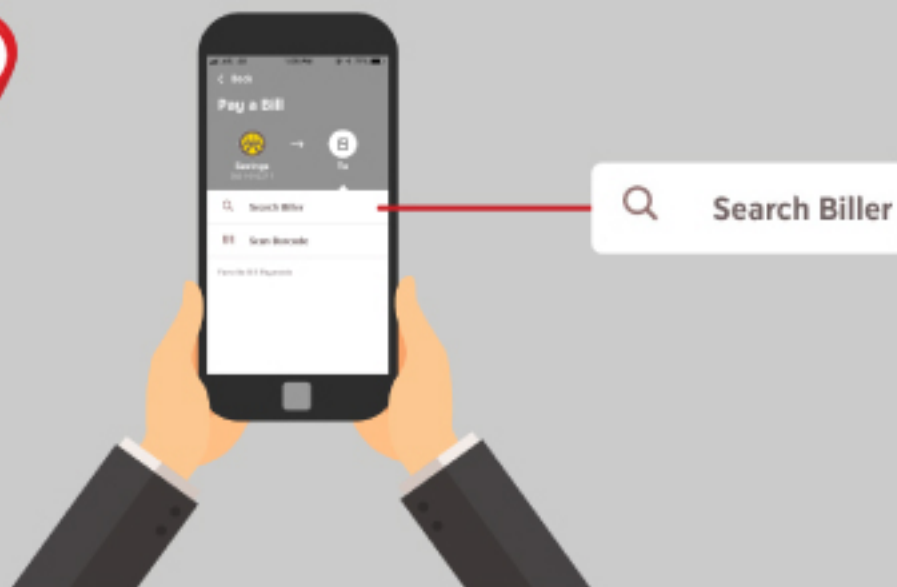 Back
Pay a Bill
Savings
To
Search Biller
Scan Barcode
Search Biller